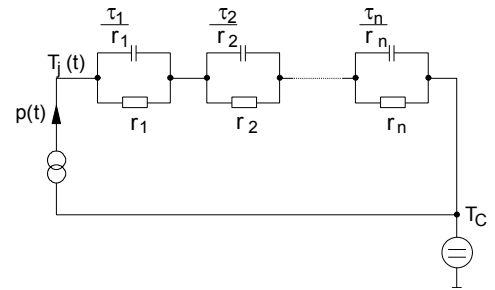 τ1 τ2 τn
r1 r2 rn
Tj (t)
r1 r2 rn
p(t)
TC